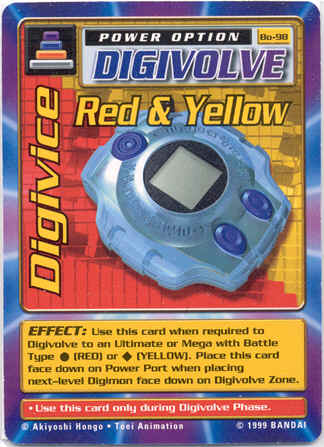 POWER OPTION
Bo-98
DIGIVOLVE
Digivice
Red & Yellow
EFFECT: Use this card when required to
Digivolve to an Ultimate or Mega with Battle
Type ● (RED) or ◆ (YELLOW). Place this card
face down on Power Port when placing
next-level Digimon face down on Digivolve Zone.
• Use this card only during Digivolve Phase.
© Akiyoshi Hongo • Toei Animation
© 1999 BANDAI